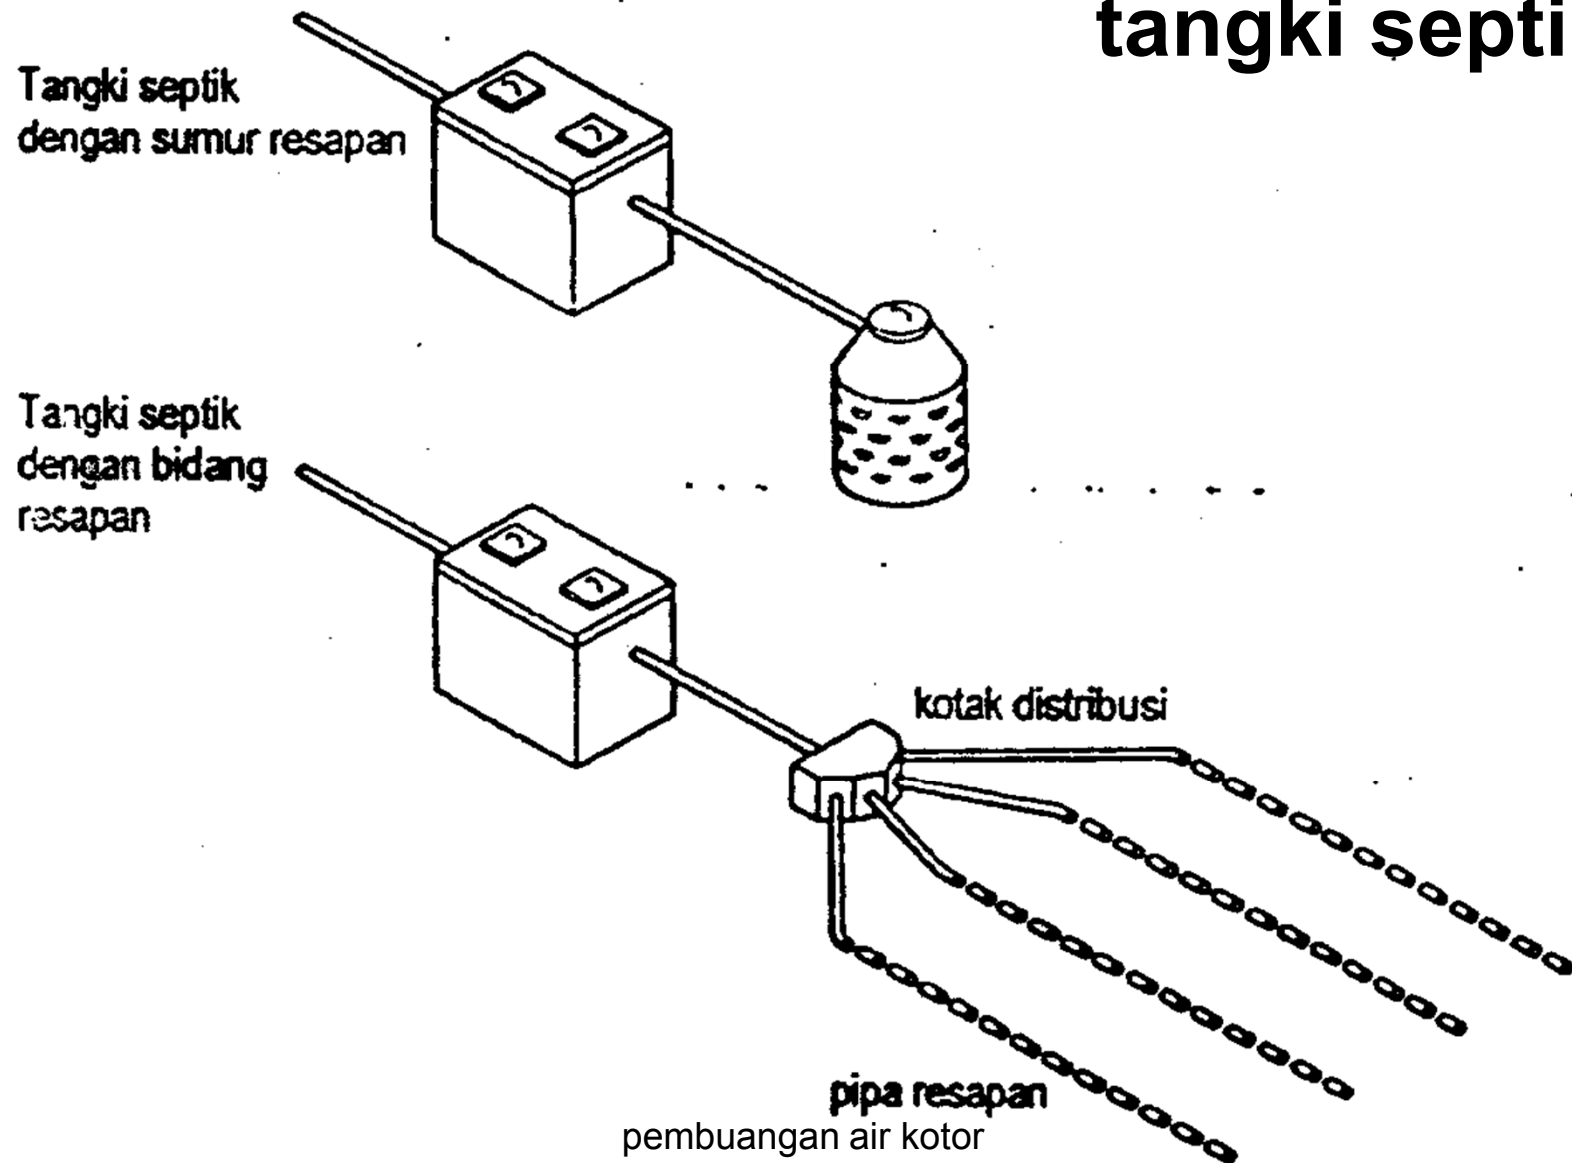 tangki septi
Tangki septik
dengan sumur resapan
Tangki septik
dengan bidang
resapan
kotak distribusi
pipa resapan
pembuangan air kotor